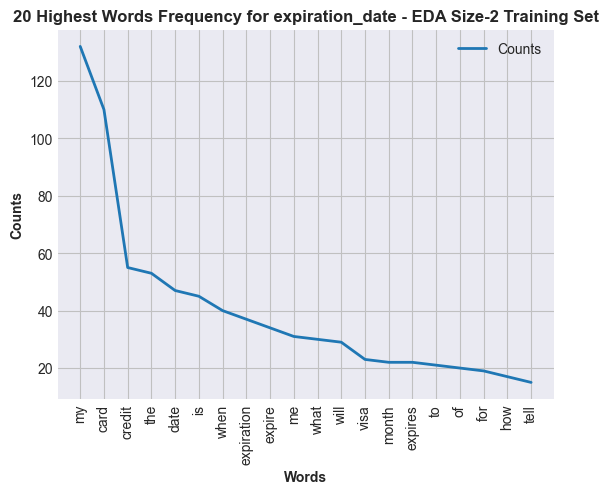 20 Highest Words Frequency for expiration_date - EDA Size-2 Training Set
Counts
120
100
80
60
40
20
Counts
my
card
credit
the
date
is
when
expiration
expire
me
what
will
visa
month
expires
to
of
for
how
tell
Words